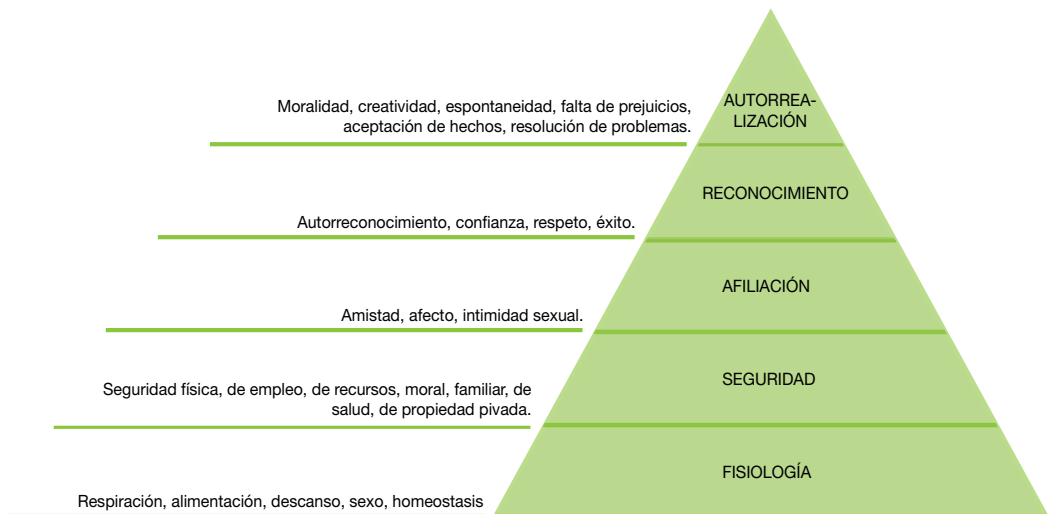 Moralidad, creatividad, espontaneidad, falta de prejuicios,
aceptación de hechos, resolución de problemas.
AUTORREA-
LIZACIÓN
RECONOCIMIENTO
Autorreconocimiento, confianza, respeto, éxito.
AFILIACIÓN
Amistad, afecto, intimidad sexual.
SEGURIDAD
Seguridad física, de empleo, de recursos, moral, familiar, de
salud, de propiedad pivada.
FISIOLOGÍA
Respiración, alimentación, descanso, sexo, homeostasis